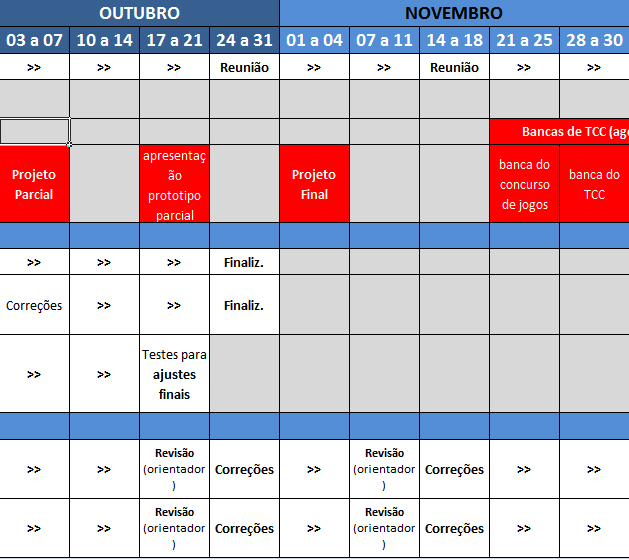 OUTUBRO NOVEMBRO
03 a 07 10 a 14 17 a 21 24 a 31 01 a 04 07 a 11 14 a 18 21 a 25 28 a 30
>> >> >> Reunião >> >> Reunião >> >>
Bancas de TCC (ago
Projeto
Parcial
apresentaç
ão
prototipo
parcial
Projeto
Final
banca do
concurso
de jogos
banca do
TCC
>> >> >> Finaliz.
Correções >> >> Finaliz.
>> >> Testes para
ajustes
finais
>> >> Revisão
(orientador
)
Correções >> Revisão
(orientador
)
Correções >> >>
>> >> Revisão
(orientador
)
Correções >> Revisão
(orientador
)
Correções >> >>